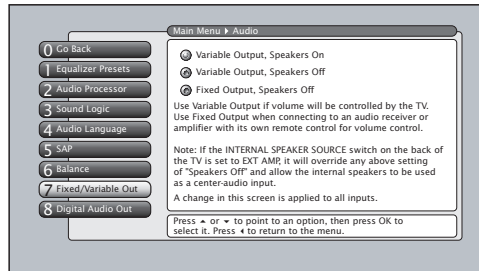 Main Menu ▸ Audio
0 Go Back
1 Equalizer Presets
2 Audio Processor
3 Sound Logic
4 Audio Language
5 SAP
6 Balance
7 Fixed/Variable Out
8 Digital Audio Out
Variable Output, Speakers On
Variable Output, Speakers Off
Fixed Output, Speakers Off
Use Variable Output if volume will be controlled by the TV.
Use Fixed Output when connecting to an audio receiver or
amplifier with its own remote control for volume control.
Note: If the INTERNAL SPEAKER SOURCE switch on the back of
the TV is set to EXT AMP, it will override any above setting
of "Speakers Off" and allow the internal speakers to be used
as a center-audio input.
A change in this screen is applied to all inputs.
Press ▴ or ▾ to point to an option, then press OK to
select it. Press ◂ to return to the menu.